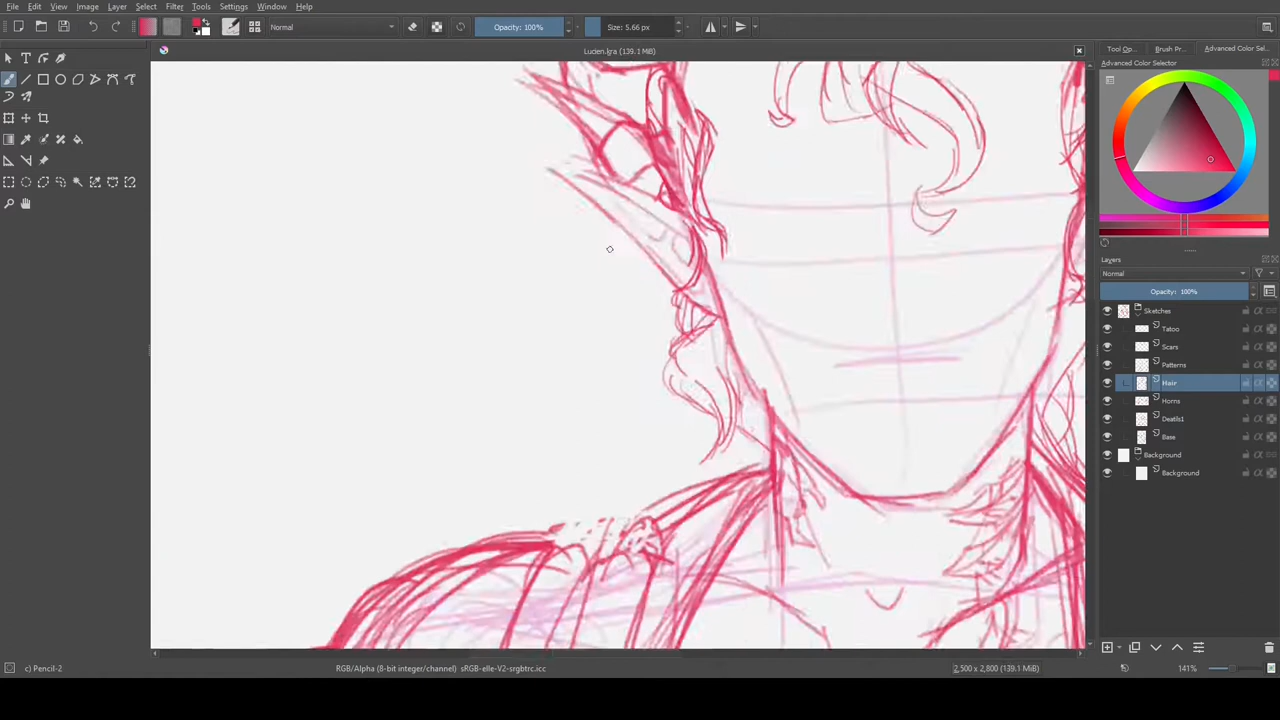 File Edit View Image Layer Select Filter Tools Settings Window Help
Normal Opacity: 100% Size: 5.66 px
Lucien.kra (139.1 MiB)
Tool Op... Brush Pr... Advanced Color Sel...
Advanced Color Selector
Layers
Normal
Opacity: 100%
Sketches
Tatoo
Scars
Patterns
Hair
Horns
Deatils1
Base
Background
Background
c) Pencil-2 RGB/Alpha (8-bit integer/channel) sRGB-elle-V2-srgbtrc.icc 2,500 x 2,800 (139.1 MiB) 141%